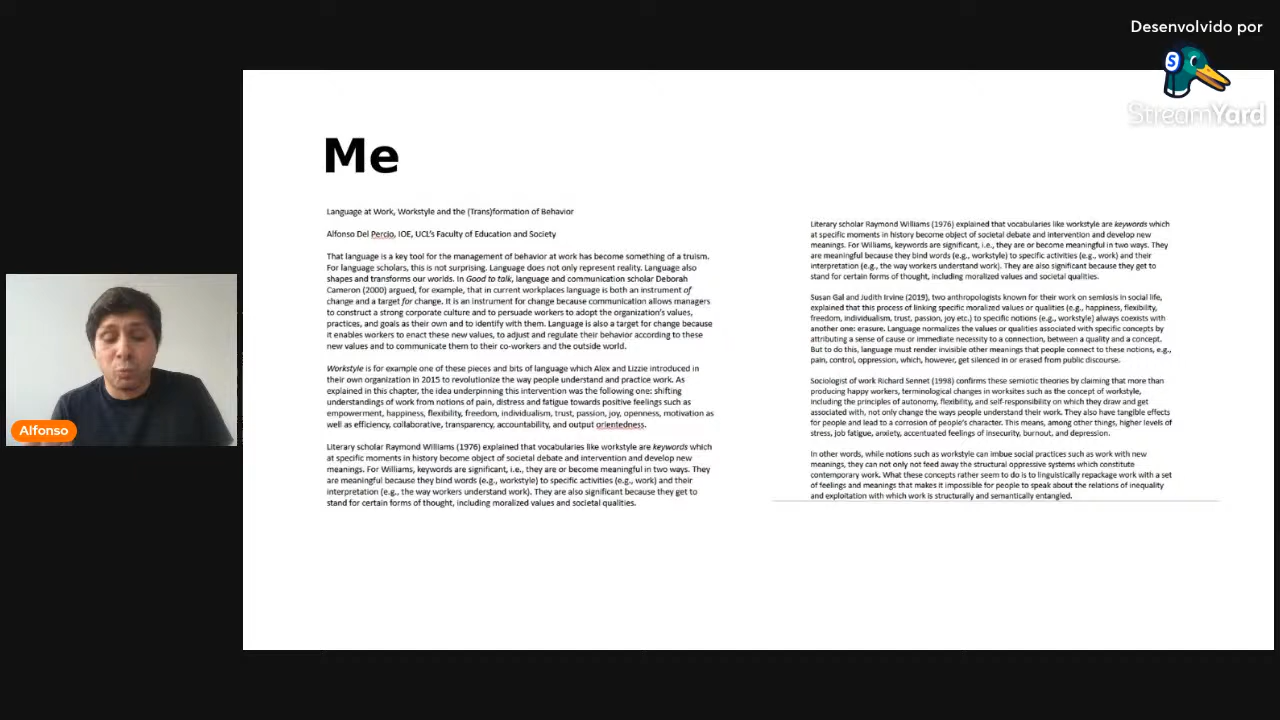 Desenvolvido por
S
StreamYard
Me
Language at Work, Workstyle and the (Trans)formation of Behavior
Alfonso Del Percio, IOE, UCL's Faculty of Education and Society
That language is a key tool for the management of behavior at work has become something of a truism.
For language scholars, this is not surprising. Language does not only represent reality. Language also
shapes and transforms our worlds. In Good to talk, language and communication scholar Deborah
Cameron (2000) argued, for example, that in current workplaces language is both an instrument of
change and a target for change. It is an instrument for change because communication allows managers
to construct a strong corporate culture and to persuade workers to adopt the organization's values,
practices, and goals as their own and to identify with them. Language is also a target for change because
it enables workers to enact these new values, to adjust and regulate their behavior according to these
new values and to communicate them to their co-workers and the outside world.
Workstyle is for example one of these pieces and bits of language which Alex and Lizzie introduced in
their own organization in 2015 to revolutionize the way people understand and practice work. As
explained in this chapter, the idea underpinning this intervention was the following one: shifting
understandings of work from notions of pain, distress and fatigue towards positive feelings such as
empowerment, happiness, flexibility, freedom, individualism, trust, passion, joy, openness, motivation as
well as efficiency, collaborative, transparency, accountability, and output orientedness.
Literary scholar Raymond Williams (1976) explained that vocabularies like workstyle are keywords which
at specific moments in history become object of societal debate and intervention and develop new
meanings. For Williams, keywords are significant, i.e., they are or become meaningful in two ways. They
are meaningful because they bind words (e.g., workstyle) to specific activities (e.g., work) and their
interpretation (e.g., the way workers understand work). They are also significant because they get to
stand for certain forms of thought, including moralized values and societal qualities.
Literary scholar Raymond Williams (1976) explained that vocabularies like workstyle are keywords which
at specific moments in history become object of societal debate and intervention and develop new
meanings. For Williams, keywords are significant, i.e., they are or become meaningful in two ways. They
are meaningful because they bind words (e.g., workstyle) to specific activities (e.g., work) and their
interpretation (e.g., the way workers understand work). They are also significant because they get to
stand for certain forms of thought, including moralized values and societal qualities.
Susan Gal and Judith Irvine (2019), two anthropologists known for their work on semiosis in social life,
explained that this process of linking specific moralized values or qualities (e.g., happiness, flexibility,
freedom, individualism, trust, passion, joy etc.) to specific notions (e.g., workstyle) always coexists with
another one: erasure. Language normalizes the values or qualities associated with specific concepts by
attributing a sense of cause or immediate necessity to a connection, between a quality and a concept.
But to do this, language must render invisible other meanings that people connect to these notions, e.g.,
pain, control, oppression, which, however, get silenced in or erased from public discourse.
Sociologist of work Richard Sennet (1998) confirms these semiotic theories by claiming that more than
producing happy workers, terminological changes in worksites such as the concept of workstyle,
including the principles of autonomy, flexibility, and self-responsibility on which they draw and get
associated with, not only change the ways people understand their work. They also have tangible effects
for people and lead to a corrosion of people's character. This means, among other things, higher levels of
stress, job fatigue, anxiety, accentuated feelings of insecurity, burnout, and depression.
In other words, while notions such as workstyle can imbue social practices such as work with new
meanings, they can not only not feed away the structural oppressive systems which constitute
contemporary work. What these concepts rather seem to do is to linguistically repackage work with a set
of feelings and meanings that makes it impossible for people to speak about the relations of inequality
and exploitation with which work is structurally and semantically entangled.
Alfonso